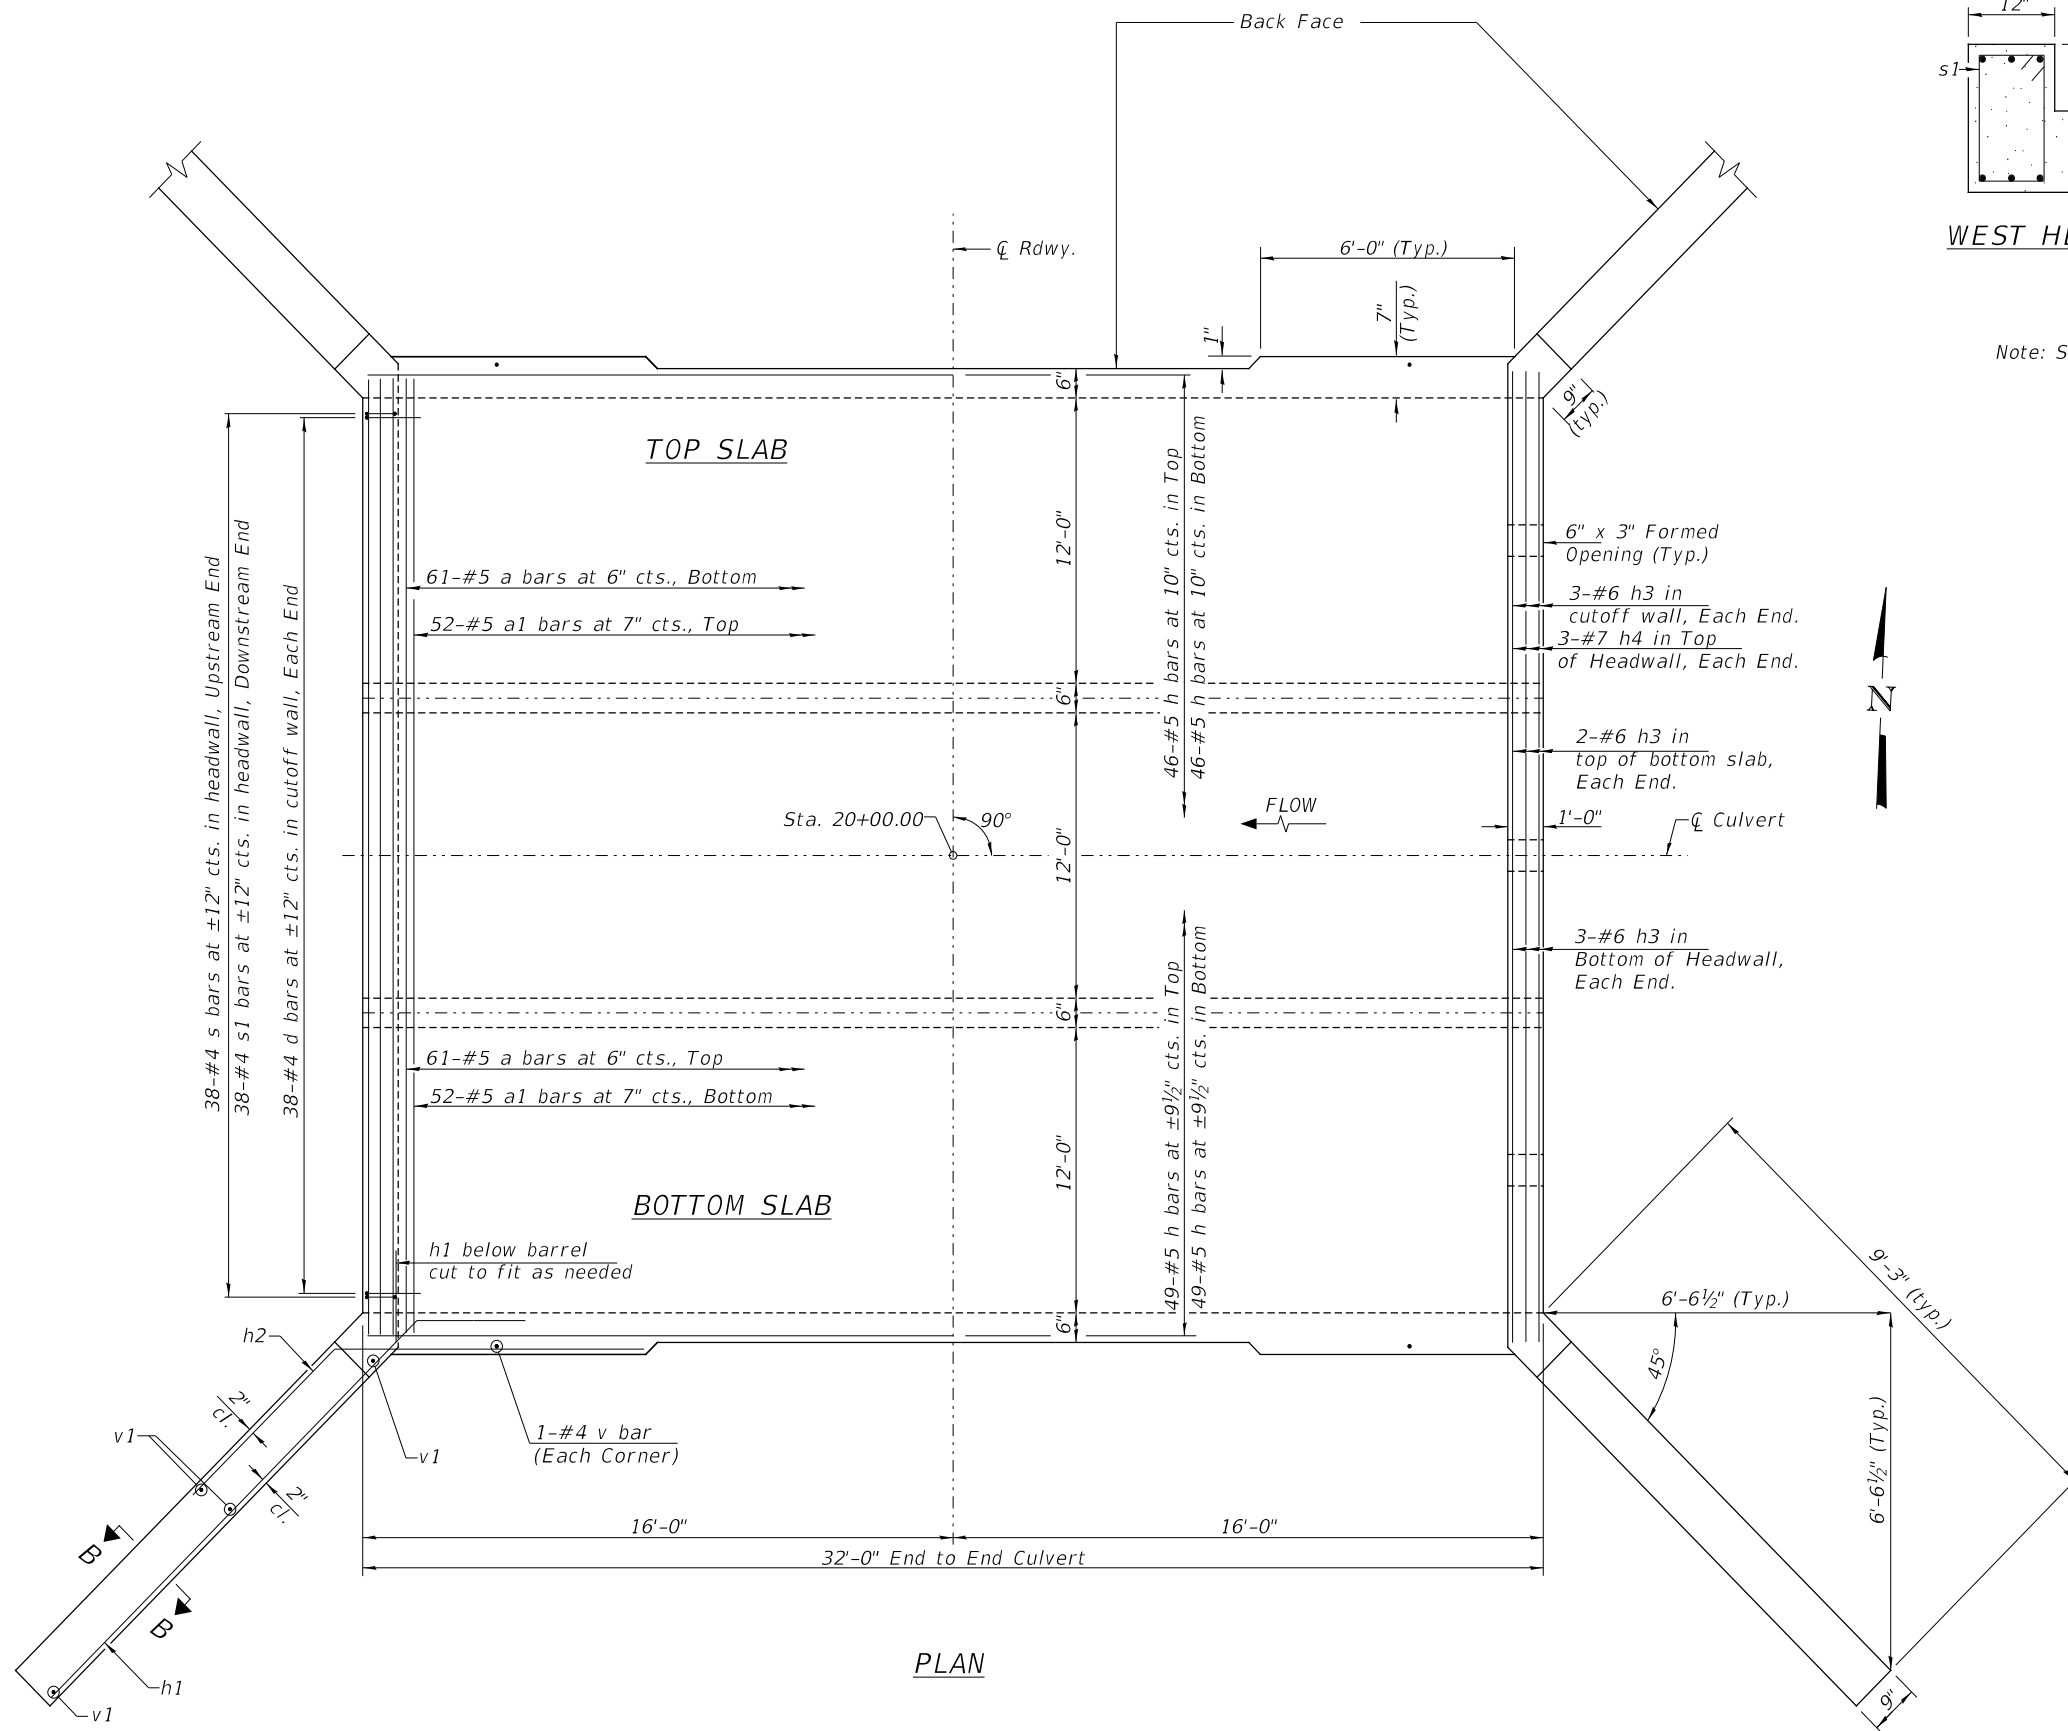 Back Face
12"
s1
WEST HE
Note: S
℄ Rdwy.
6'-0" (Typ.)
7"
(Typ.)
1"
6"
9"
(typ.)
TOP SLAB
12'-0"
46-#5 h bars at 10" cts. in Top
46-#5 h bars at 10" cts. in Bottom
6" x 3" Formed
Opening (Typ.)
61-#5 a bars at 6" cts., Bottom
52-#5 a1 bars at 7" cts., Top
3-#6 h3 in
cutoff wall, Each End.
3-#7 h4 in Top
of Headwall, Each End.
38-#4 s bars at ±12" cts. in headwall, Upstream End
38-#4 s1 bars at ±12" cts. in headwall, Downstream End
38-#4 d bars at ±12" cts. in cutoff wall, Each End
6"
N
2-#6 h3 in
top of bottom slab,
Each End.
Sta. 20+00.00
90°
FLOW
1'-0"
℄ Culvert
12'-0"
3-#6 h3 in
Bottom of Headwall,
Each End.
6"
49-#5 h bars at ±9½" cts. in Top
49-#5 h bars at ±9½" cts. in Bottom
61-#5 a bars at 6" cts., Top
52-#5 a1 bars at 7" cts., Bottom
12'-0"
BOTTOM SLAB
h1 below barrel
cut to fit as needed
9'-3" (typ.)
6'-6½" (Typ.)
6"
h2
45°
2"
cl.
6'-6½" (Typ.)
1-#4 v bar
(Each Corner)
v1
v1
2"
cl.
16'-0"
16'-0"
32'-0" End to End Culvert
B
B
PLAN
h1
v1
9"